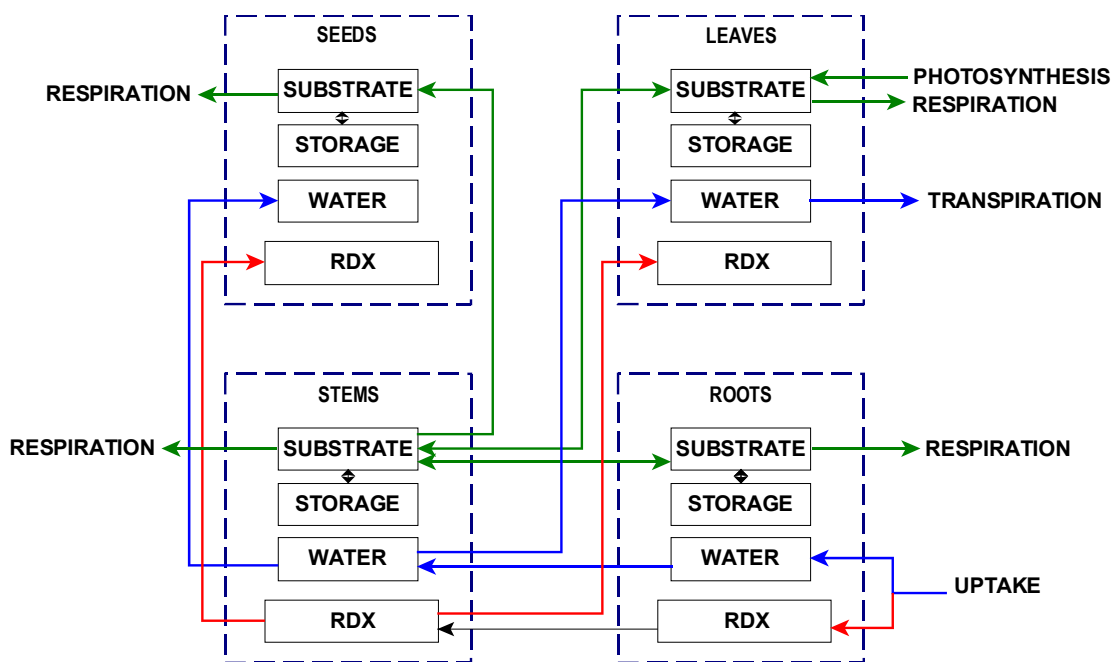 SEEDS
RESPIRATION
SUBSTRATE
STORAGE
WATER
RDX
LEAVES
SUBSTRATE
PHOTOSYNTHESIS
RESPIRATION
STORAGE
WATER
TRANSPIRATION
RDX
STEMS
RESPIRATION
SUBSTRATE
STORAGE
WATER
RDX
ROOTS
SUBSTRATE
RESPIRATION
STORAGE
WATER
UPTAKE
RDX